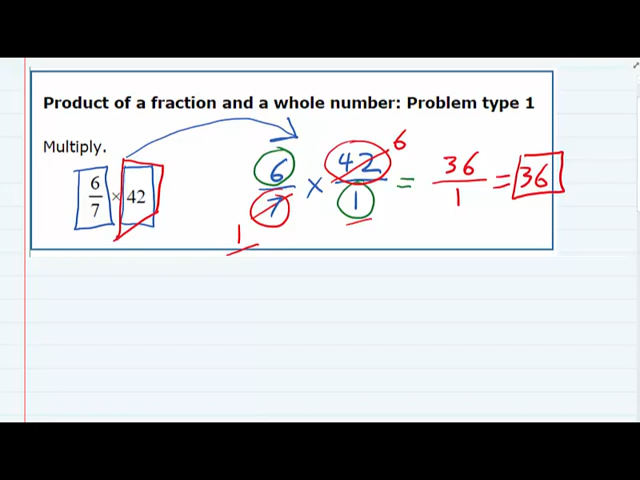 Product of a fraction and a whole number: Problem type 1
Multiply.
6/7 × 42
6/7 × 42/1 = 36/1 = 36
6
1